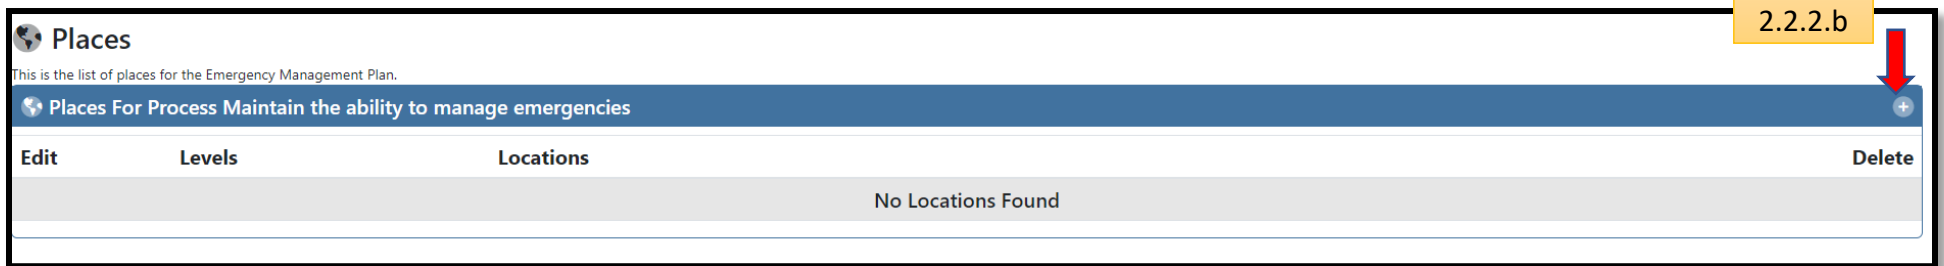 2.2.2.b
Places
This is the list of places for the Emergency Management Plan.
Places For Process Maintain the ability to manage emergencies
Edit Levels Locations Delete
No Locations Found